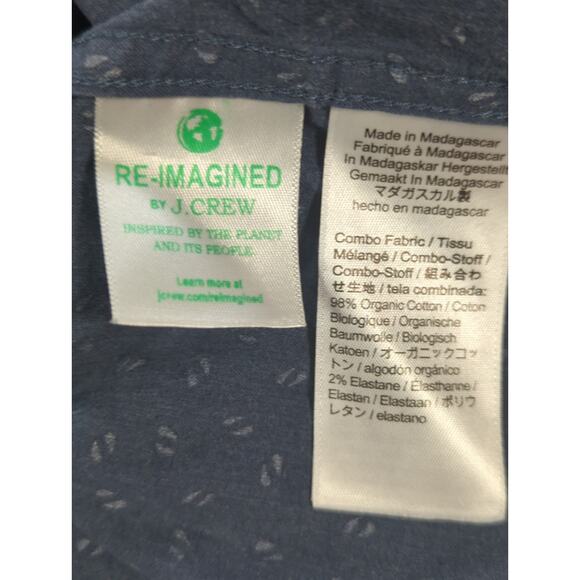 RE-IMAGINED
BY J.CREW
INSPIRED BY THE PLANET
AND ITS PEOPLE
Learn more at
jcrew.com/reimagined
Made in Madagascar
Fabriqué à Madagascar
In Madagaskar Hergestellt
Gemaakt In Madagascar
マダガスカル製
hecho en madagascar
Combo Fabric / Tissu
Mélangé / Combo-Stoff /
Combo-Stoff / 組み合わ
せ生地 / tela combinada:
98% Organic Cotton / Coton
Biologique / Organische
Baumwolle / Biologisch
Katoen / オーガニックコッ
トン / algodón orgánico
2% Elastane / Élasthanne /
Elastan / Elastaan / ポリウ
レタン / elastano